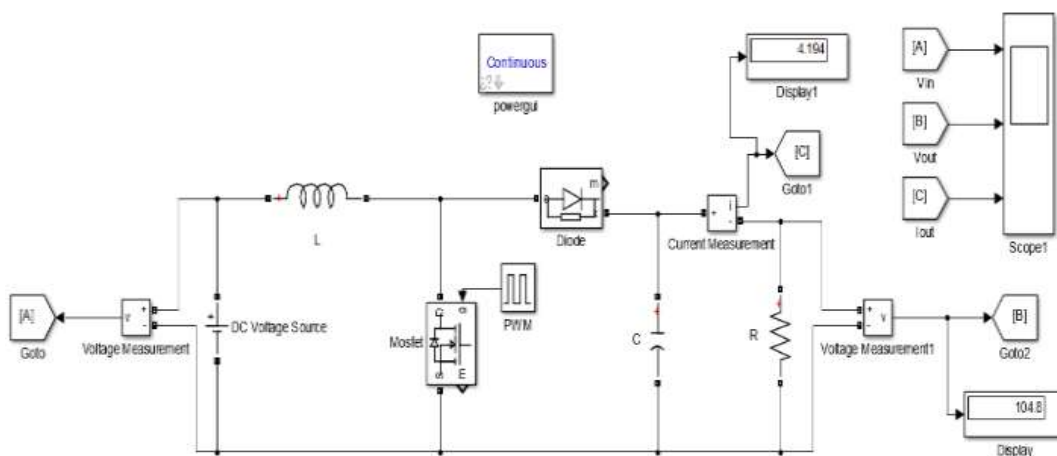 Continuous
powergui
4.194
Display1
[A]
Vin
[B]
Vout
[C]
Iout
Scope1
[C]
Goto1
m
Diode
+
i
-
Current Measurement
L
[A]
Goto
v
+
-
Voltage Measurement
+
DC Voltage Source
PWM
g
D
S
E
Mosfet
+
C
+
R
+
-
v
Voltage Measurement1
[B]
Goto2
104.8
Display